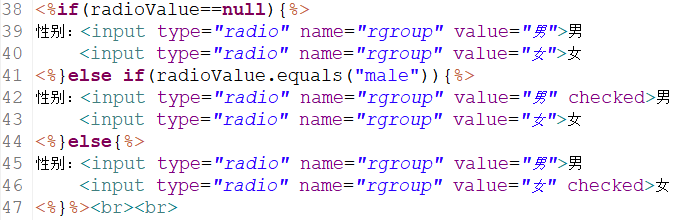 38 <%if(radioValue==null){%>
39 性别：<input type="radio" name="rgroup" value="男">男
40     <input type="radio" name="rgroup" value="女">女
41 <%}else if(radioValue.equals("male")){%>
42 性别：<input type="radio" name="rgroup" value="男" checked>男
43     <input type="radio" name="rgroup" value="女">女
44 <%}else{%>
45 性别：<input type="radio" name="rgroup" value="男">男
46     <input type="radio" name="rgroup" value="女" checked>女
47 <%}%><br><br>